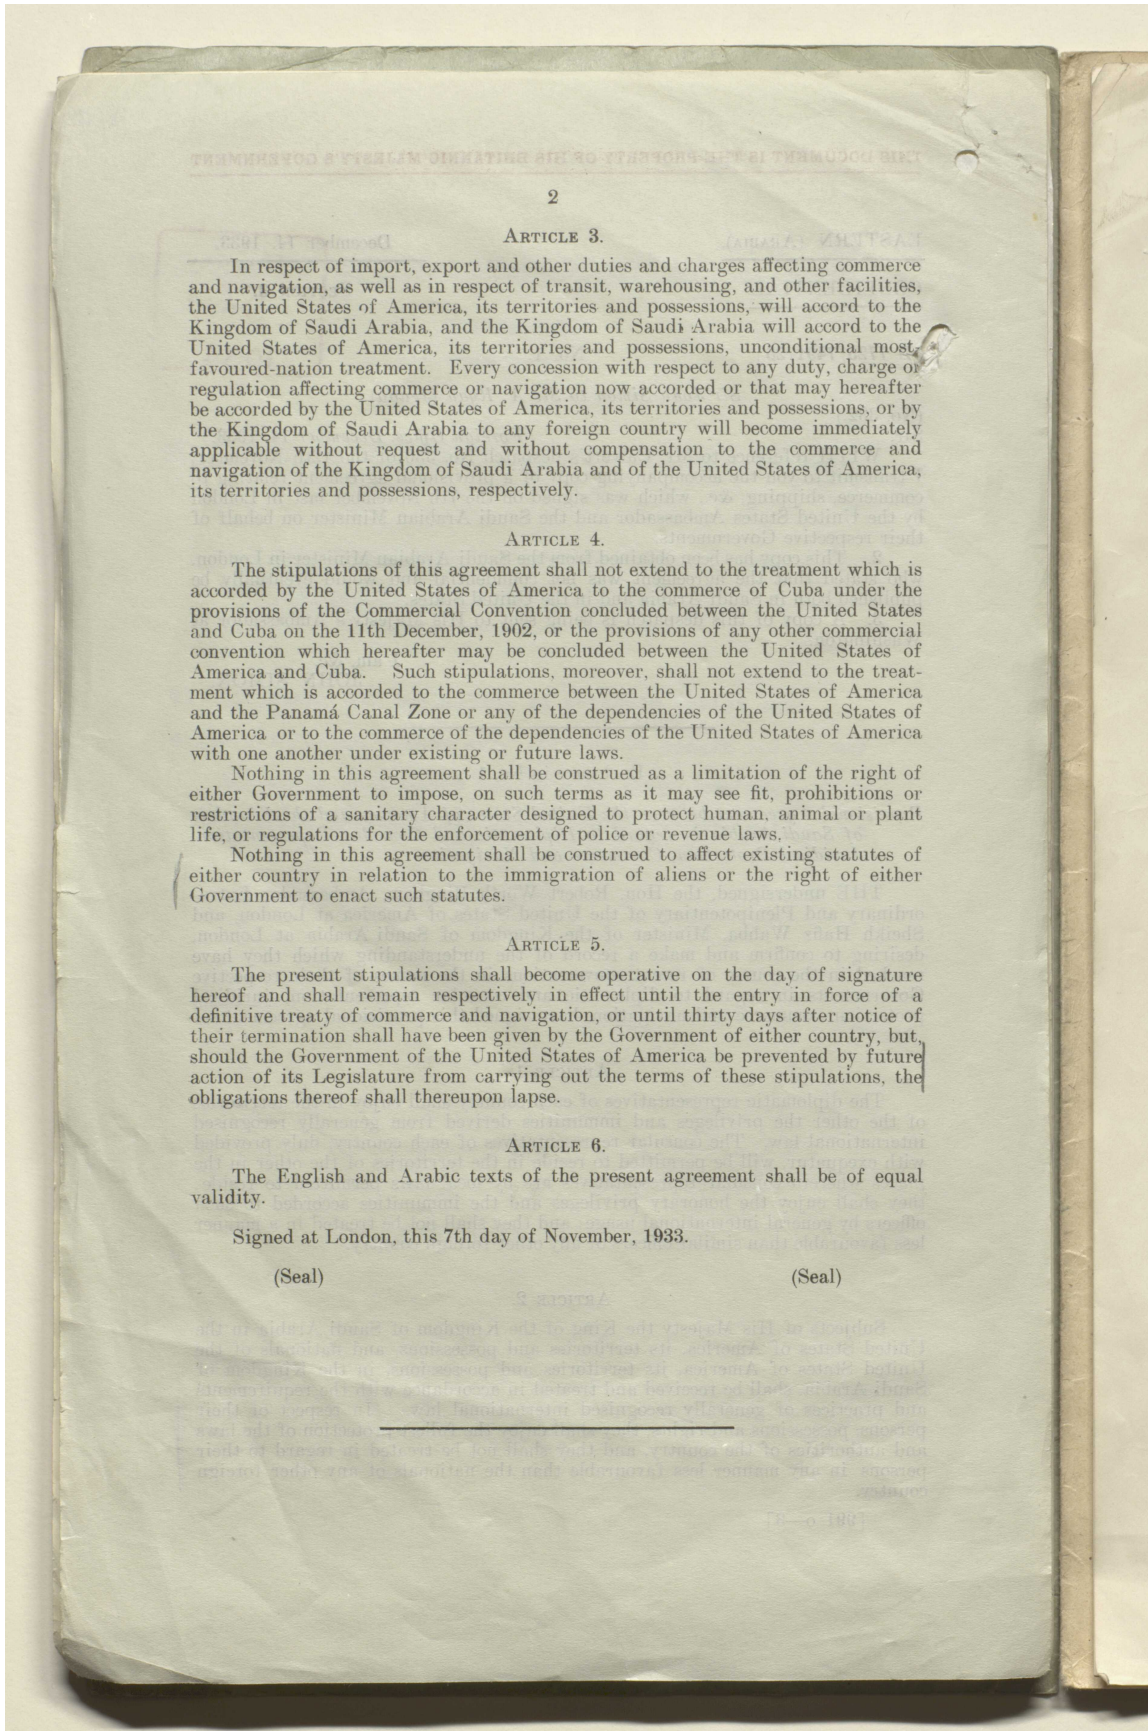 2
ARTICLE 3.
In respect of import, export and other duties and charges affecting commerce
and navigation, as well as in respect of transit, warehousing, and other facilities,
the United States of America, its territories and possessions, will accord to the
Kingdom of Saudi Arabia, and the Kingdom of Saudi Arabia will accord to the
United States of America, its territories and possessions, unconditional most-
favoured-nation treatment. Every concession with respect to any duty, charge or
regulation affecting commerce or navigation now accorded or that may hereafter
be accorded by the United States of America, its territories and possessions, or by
the Kingdom of Saudi Arabia to any foreign country will become immediately
applicable without request and without compensation to the commerce and
navigation of the Kingdom of Saudi Arabia and of the United States of America,
its territories and possessions, respectively.
ARTICLE 4.
The stipulations of this agreement shall not extend to the treatment which is
accorded by the United States of America to the commerce of Cuba under the
provisions of the Commercial Convention concluded between the United States
and Cuba on the 11th December, 1902, or the provisions of any other commercial
convention which hereafter may be concluded between the United States of
America and Cuba. Such stipulations, moreover, shall not extend to the treat-
ment which is accorded to the commerce between the United States of America
and the Panamá Canal Zone or any of the dependencies of the United States of
America or to the commerce of the dependencies of the United States of America
with one another under existing or future laws.
Nothing in this agreement shall be construed as a limitation of the right of
either Government to impose, on such terms as it may see fit, prohibitions or
restrictions of a sanitary character designed to protect human, animal or plant
life, or regulations for the enforcement of police or revenue laws.
Nothing in this agreement shall be construed to affect existing statutes of
either country in relation to the immigration of aliens or the right of either
Government to enact such statutes.
ARTICLE 5.
The present stipulations shall become operative on the day of signature
hereof and shall remain respectively in effect until the entry in force of a
definitive treaty of commerce and navigation, or until thirty days after notice of
their termination shall have been given by the Government of either country, but,
should the Government of the United States of America be prevented by future
action of its Legislature from carrying out the terms of these stipulations, the
obligations thereof shall thereupon lapse.
ARTICLE 6.
The English and Arabic texts of the present agreement shall be of equal
validity.
Signed at London, this 7th day of November, 1933.
(Seal) (Seal)